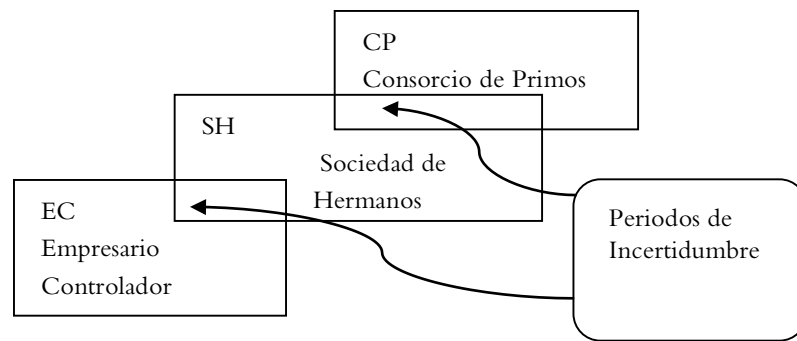 CP
Consorcio de Primos
SH
Sociedad de
Hermanos
EC
Empresario
Controlador
Periodos de
Incertidumbre